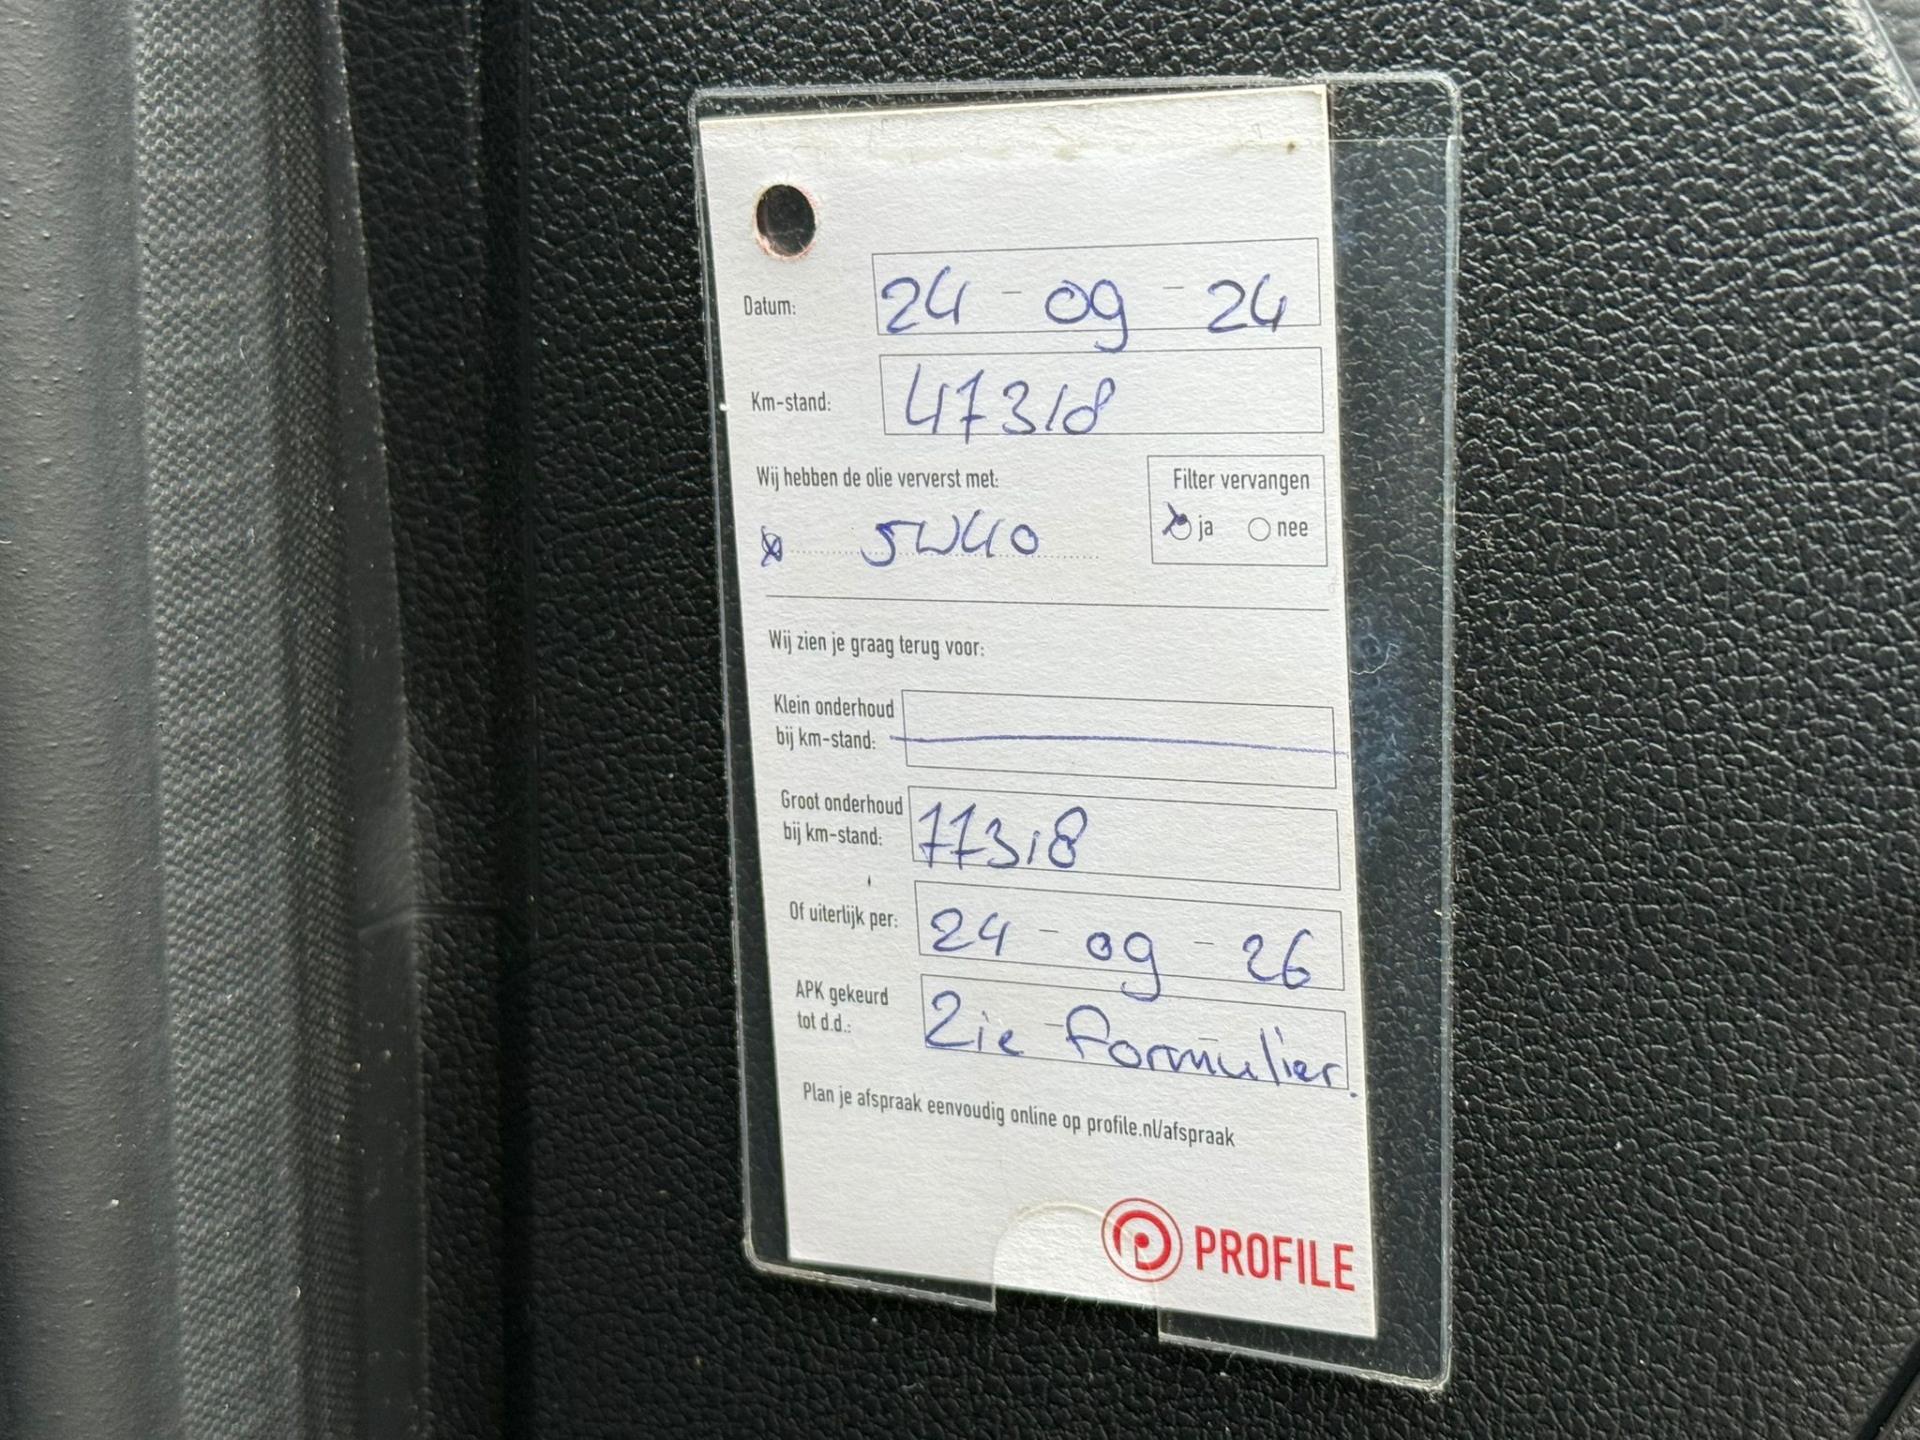 Datum: 24 - 09 - 24
Km-stand: 47318
Wij hebben de olie ververst met:
5W40
Filter vervangen
ja nee
Wij zien je graag terug voor:
Klein onderhoud
bij km-stand:
Groot onderhoud
bij km-stand: 77318
Of uiterlijk per: 24 - 09 - 26
APK gekeurd
tot d.d.: Zie formulier.
Plan je afspraak eenvoudig online op profile.nl/afspraak
PROFILE